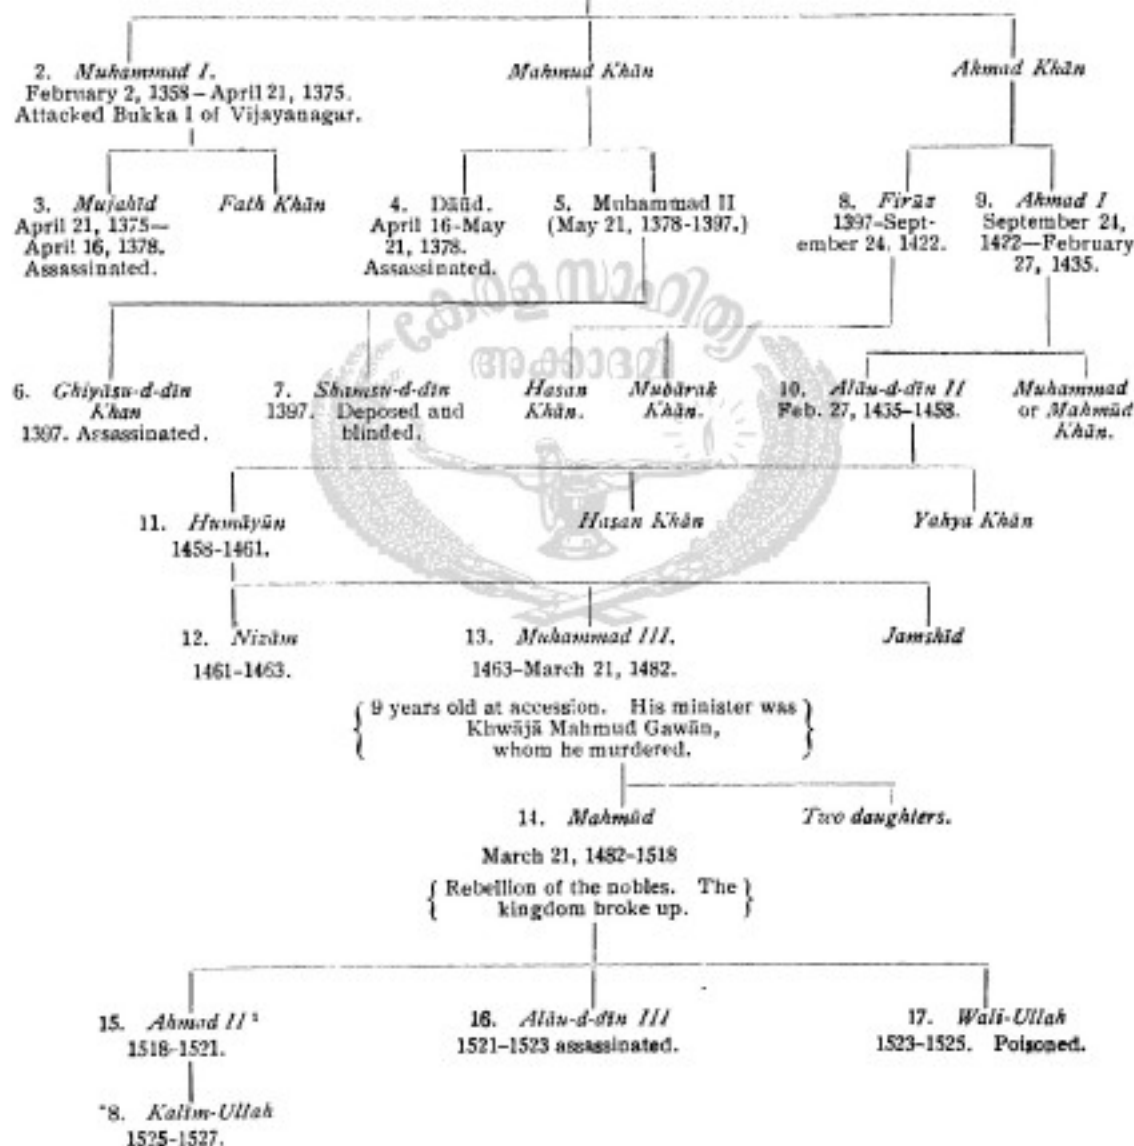 2. Muhammad I.
February 2, 1358–April 21, 1375.
Attacked Bukka I of Vijayanagar.
Mahmud Khān
Ahmad Khān
3. Mujahīd
April 21, 1375—
April 16, 1378.
Assassinated.
Fath Khān
4. Dāūd.
April 16-May
21, 1378.
Assassinated.
5. Muhammad II
(May 21, 1378-1397.)
8. Firūz
1397-Sept-
ember 24, 1422.
9. Ahmad I
September 24,
1422—February
27, 1435.
കേരള സാഹിത്യ
അക്കാദമി
6. Ghiyāsu-d-dīn
Khan
1397. Assassinated.
7. Shamsu-d-dīn
1397. Deposed and
blinded.
Hasan
Khān.
Mubārak
Khān.
10. Alāu-d-dīn II
Feb. 27, 1435–1458.
Muhammad
or Mahmūd
Khān.
11. Humāyūn
1458–1461.
Hasan Khān
Yahya Khān
12. Nizām
1461–1463.
13. Muhammad III.
1463–March 21, 1482.
9 years old at accession. His minister was
Khwājā Mahmud Gawān,
whom he murdered.
Jamshīd
14. Mahmūd
March 21, 1482–1518
Rebellion of the nobles. The
kingdom broke up.
Two daughters.
15. Ahmad II
1518–1521.
16. Alāu-d-dīn III
1521–1523 assassinated.
17. Wali-Ullah
1523–1525. Poisoned.
8. Kalīm-Ullah
1525–1527.